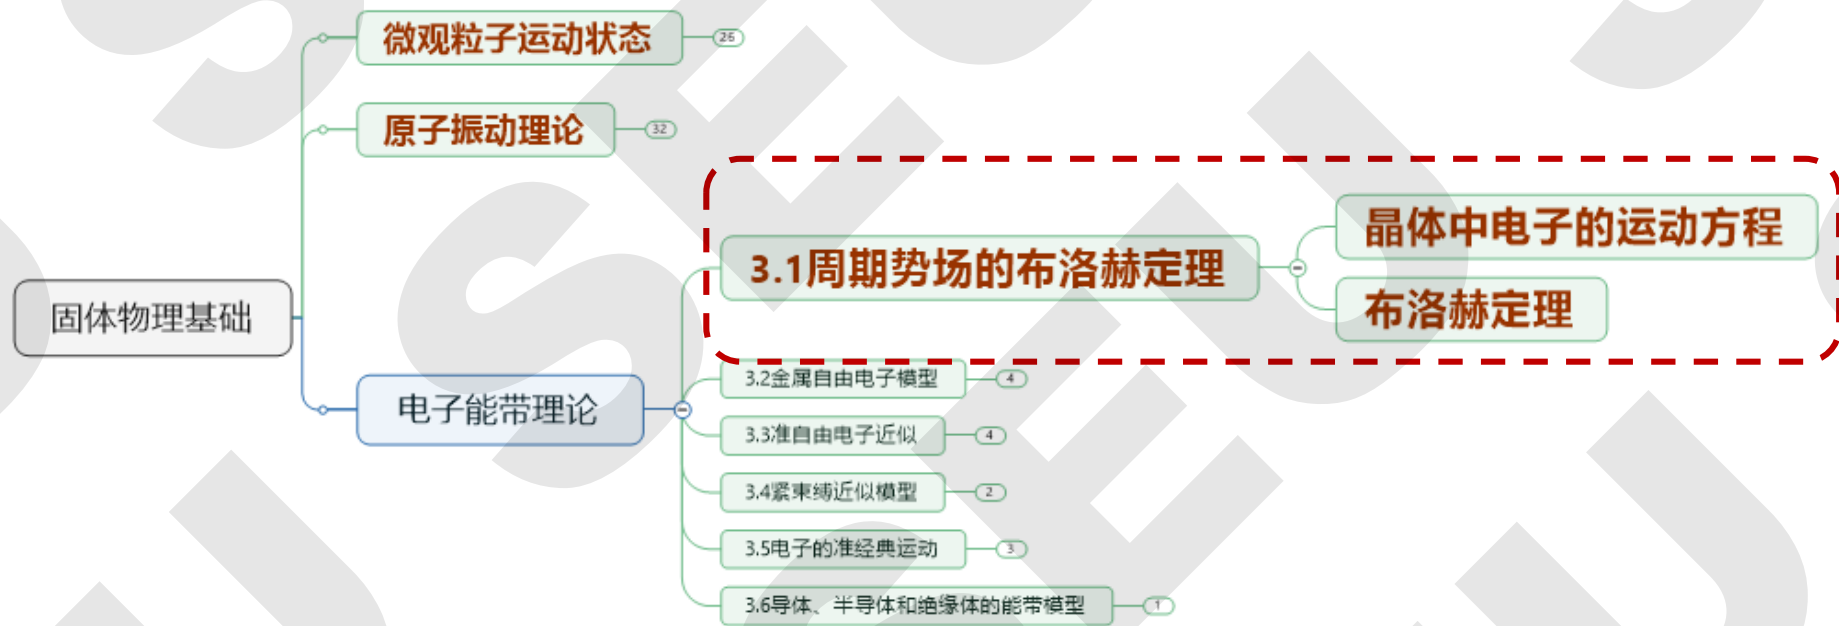 微观粒子运动状态
26
原子振动理论
32
固体物理基础
电子能带理论
3.1周期势场的布洛赫定理
晶体中电子的运动方程
布洛赫定理
3.2金属自由电子模型
4
3.3准自由电子近似
4
3.4紧束缚近似模型
2
3.5电子的准经典运动
3
3.6导体、半导体和绝缘体的能带模型
1